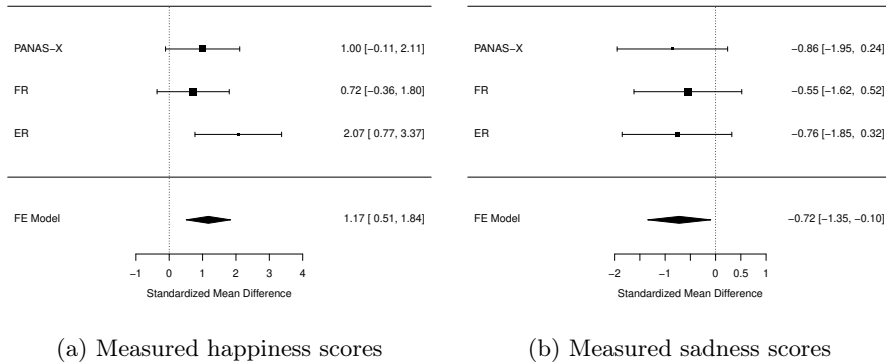 PANAS−X 1.00 [−0.11, 2.11]
FR 0.72 [−0.36, 1.80]
ER 2.07 [ 0.77, 3.37]
FE Model 1.17 [ 0.51, 1.84]
−1 0 1 2 3 4
Standardized Mean Difference
(a) Measured happiness scores
PANAS−X −0.86 [−1.95, 0.24]
FR −0.55 [−1.62, 0.52]
ER −0.76 [−1.85, 0.32]
FE Model −0.72 [−1.35, −0.10]
−2 −1 0 0.5 1
Standardized Mean Difference
(b) Measured sadness scores